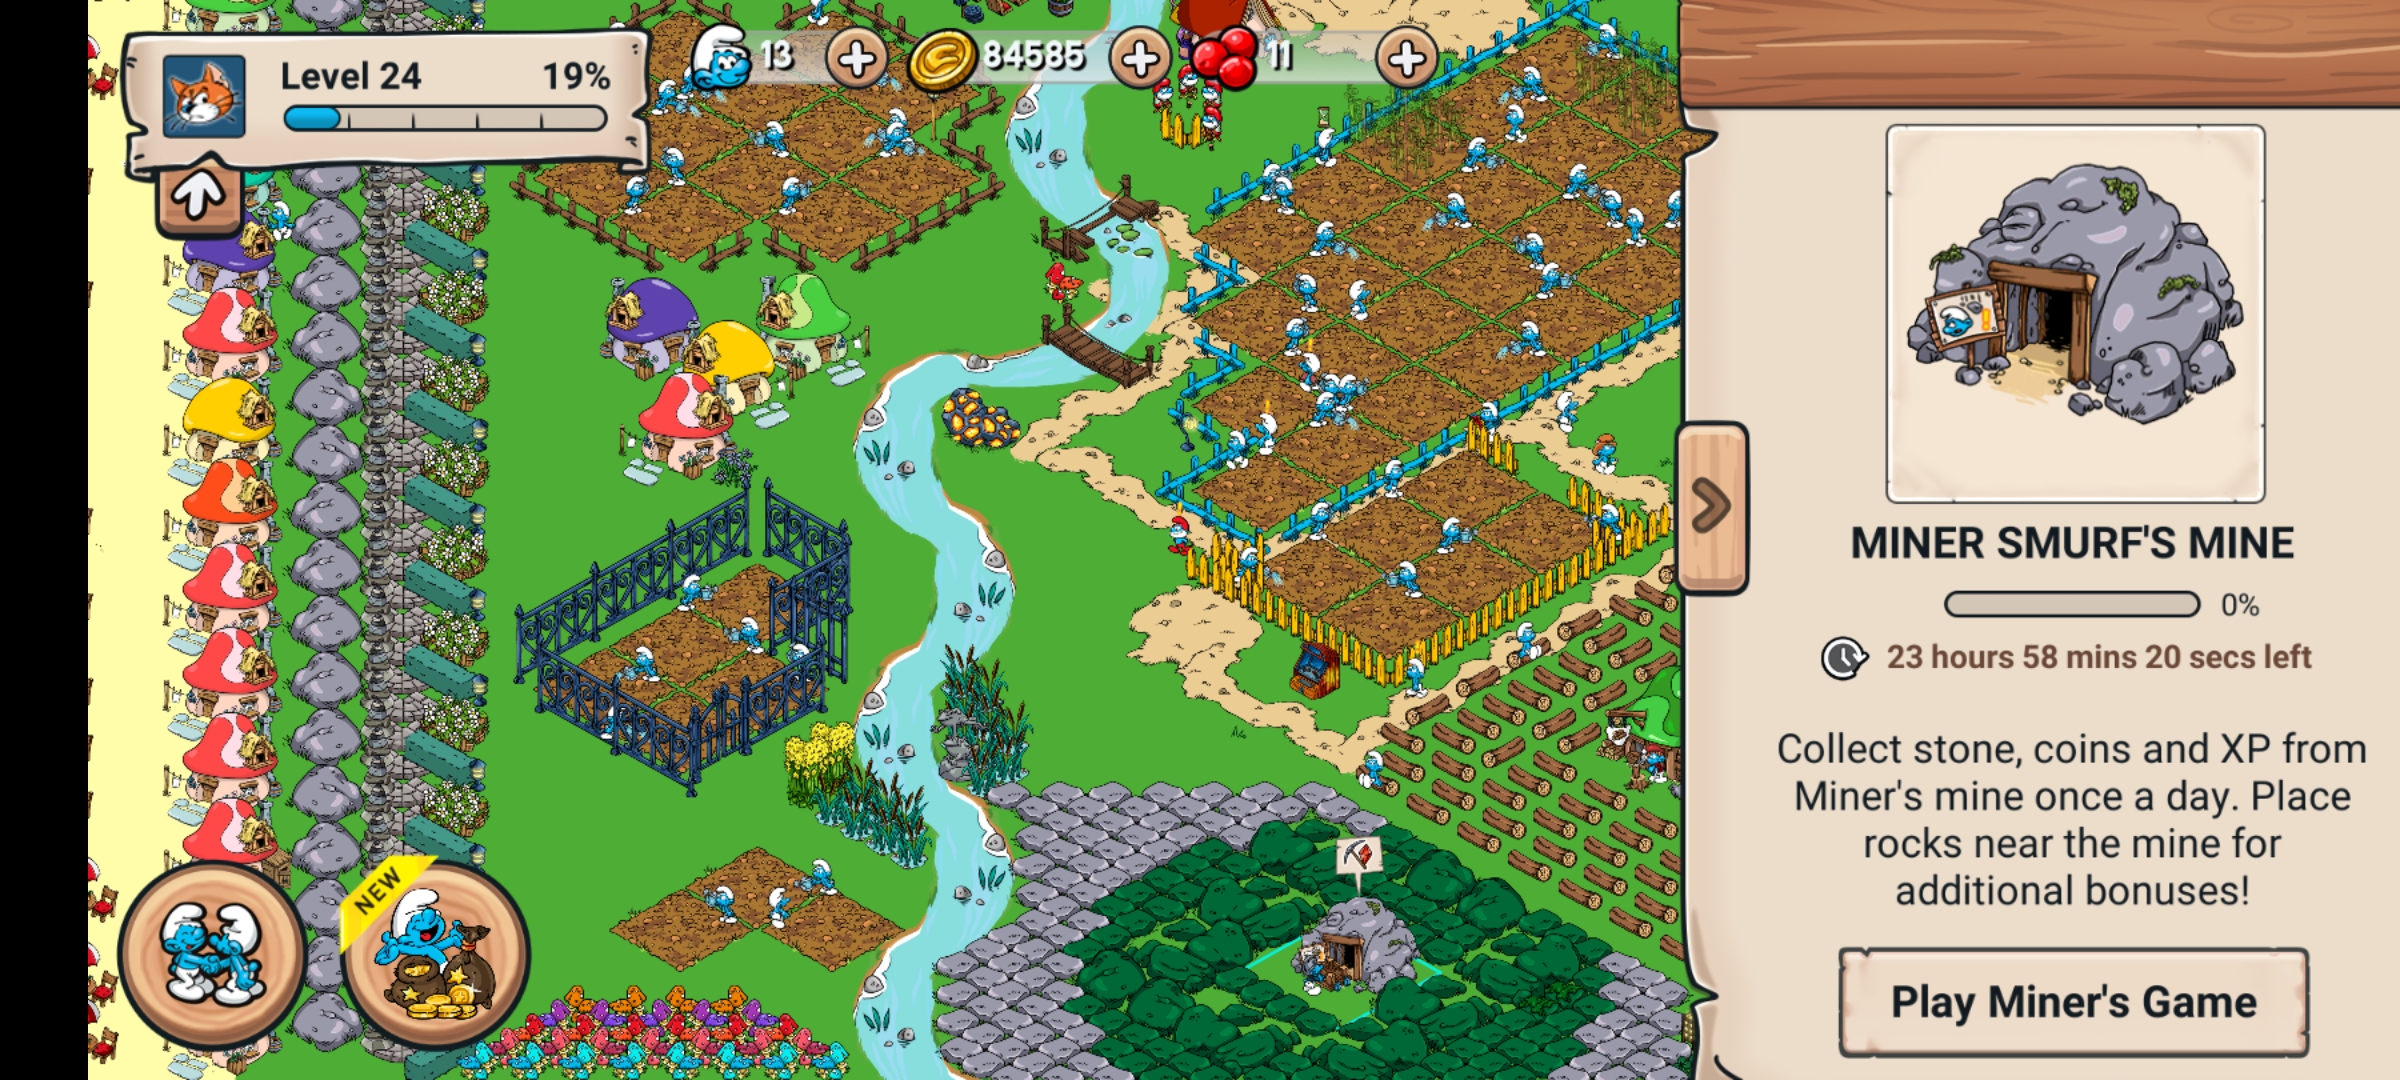 Level 24 19%
13
84585
11
MINER SMURF'S MINE
0%
23 hours 58 mins 20 secs left
Collect stone, coins and XP from
Miner's mine once a day. Place
rocks near the mine for
additional bonuses!
Play Miner's Game
NEW